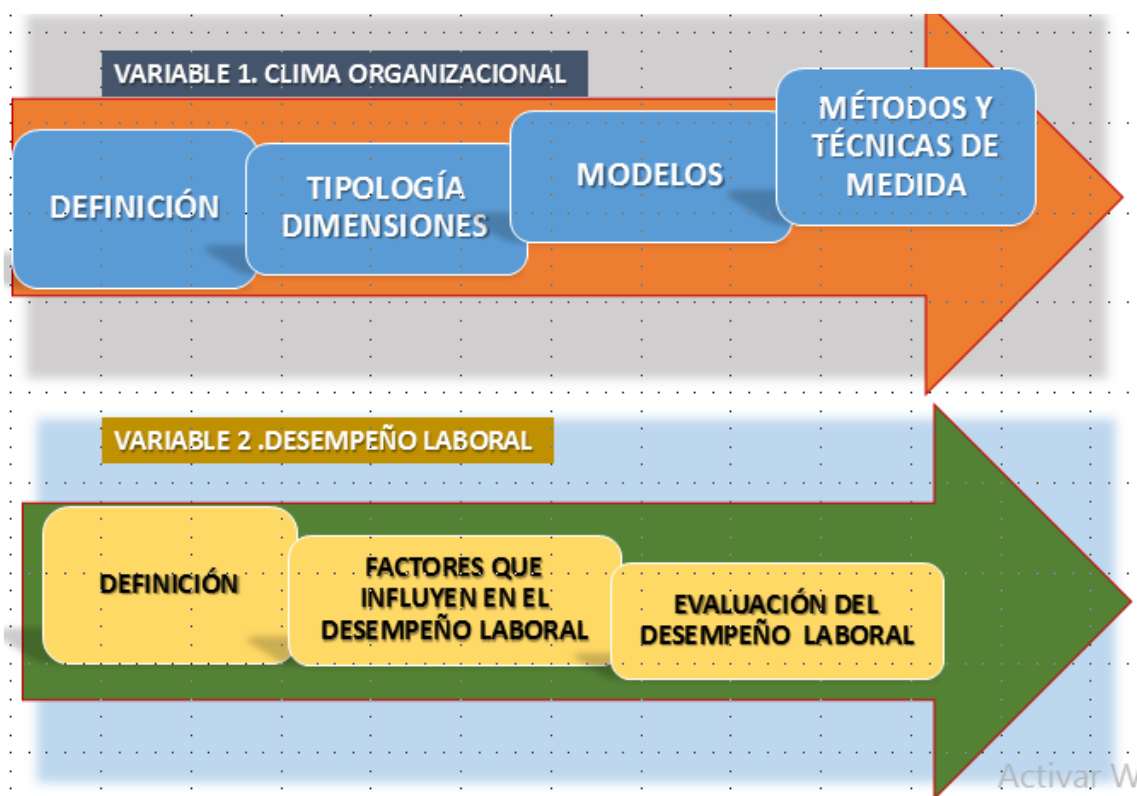 VARIABLE 1. CLIMA ORGANIZACIONAL
DEFINICIÓN
TIPOLOGÍA
DIMENSIONES
MODELOS
MÉTODOS Y
TÉCNICAS DE
MEDIDA
VARIABLE 2 .DESEMPEÑO LABORAL
DEFINICIÓN
FACTORES QUE
INFLUYEN EN EL
DESEMPEÑO LABORAL
EVALUACIÓN DEL
DESEMPEÑO LABORAL
Activar W